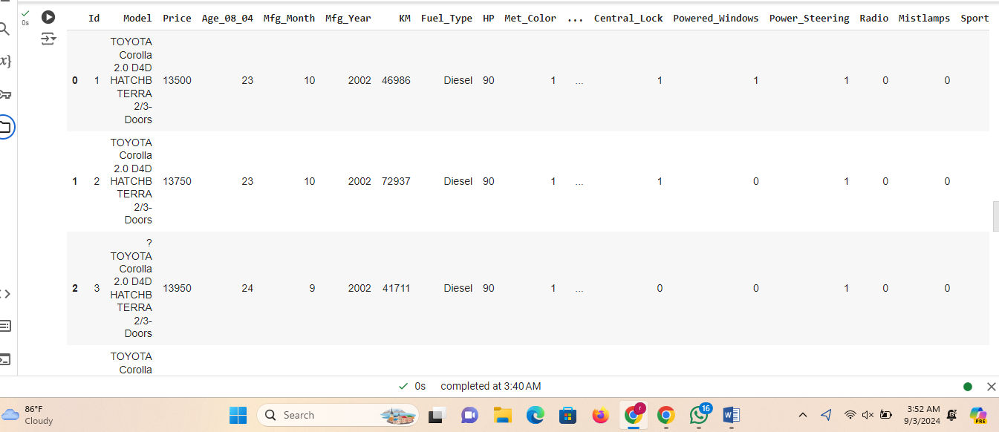 0s
Id Model Price Age_08_04 Mfg_Month Mfg_Year KM Fuel_Type HP Met_Color ... Central_Lock Powered_Windows Power_Steering Radio Mistlamps Sport
TOYOTA
Corolla
2.0 D4D
0 1 HATCHB 13500 23 10 2002 46986 Diesel 90 1 ... 1 1 1 0 0
TERRA
2/3-
Doors
TOYOTA
Corolla
2.0 D4D
1 2 HATCHB 13750 23 10 2002 72937 Diesel 90 1 ... 1 0 1 0 0
TERRA
2/3-
Doors
?
TOYOTA
Corolla
2.0 D4D
2 3 13950 24 9 2002 41711 Diesel 90 1 ... 0 0 1 0 0
HATCHB
TERRA
2/3-
Doors
TOYOTA
Corolla
0s completed at 3:40 AM
86°F
Cloudy
Search
r
16
W
3:52 AM
9/3/2024
PRE